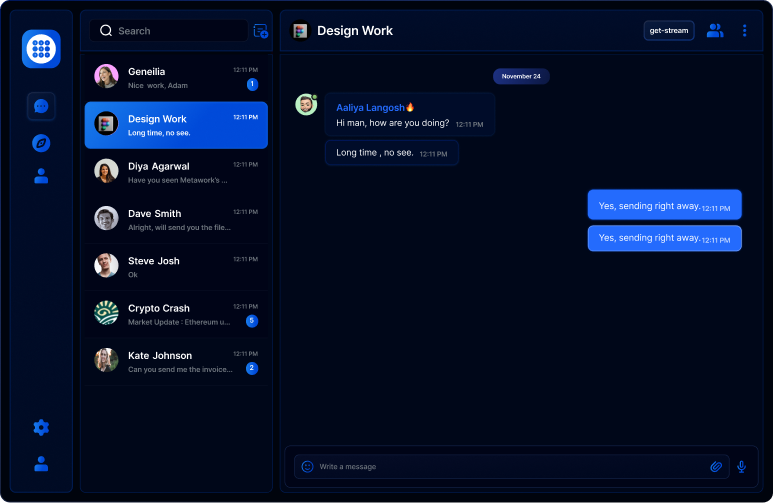 Search
Geneilia 12:11 PM
Nice work, Adam 1
Design Work 12:11 PM
Long time, no see.
Diya Agarwal 12:11 PM
Have you seen Metawork's ...
Dave Smith 12:11 PM
Alright, will send you the file...
Steve Josh 12:11 PM
Ok
Crypto Crash 12:11 PM
Market Update : Ethereum u... 5
Kate Johnson 12:11 PM
Can you send me the invoice... 2
Design Work
get-stream
November 24
Aaliya Langosh🔥
Hi man, how are you doing? 12:11 PM
Long time , no see. 12:11 PM
Yes, sending right away. 12:11 PM
Yes, sending right away. 12:11 PM
Write a message